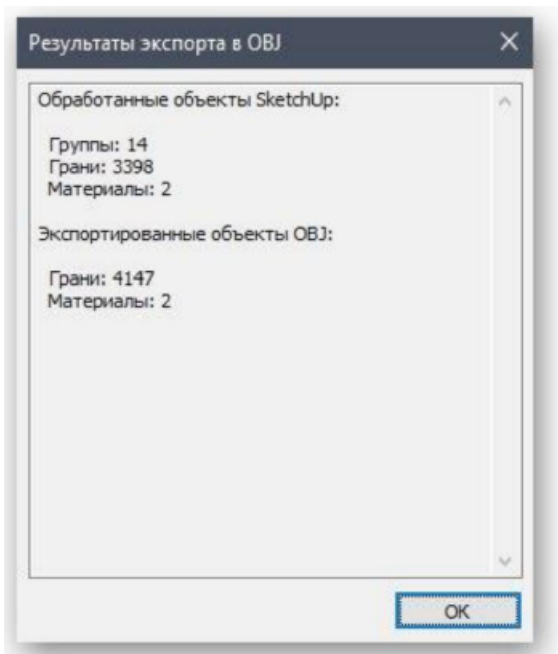 Результаты экспорта в OBJ
Обработанные объекты SketchUp:
Группы: 14
Грани: 3398
Материалы: 2
Экспортированные объекты OBJ:
Грани: 4147
Материалы: 2
OK